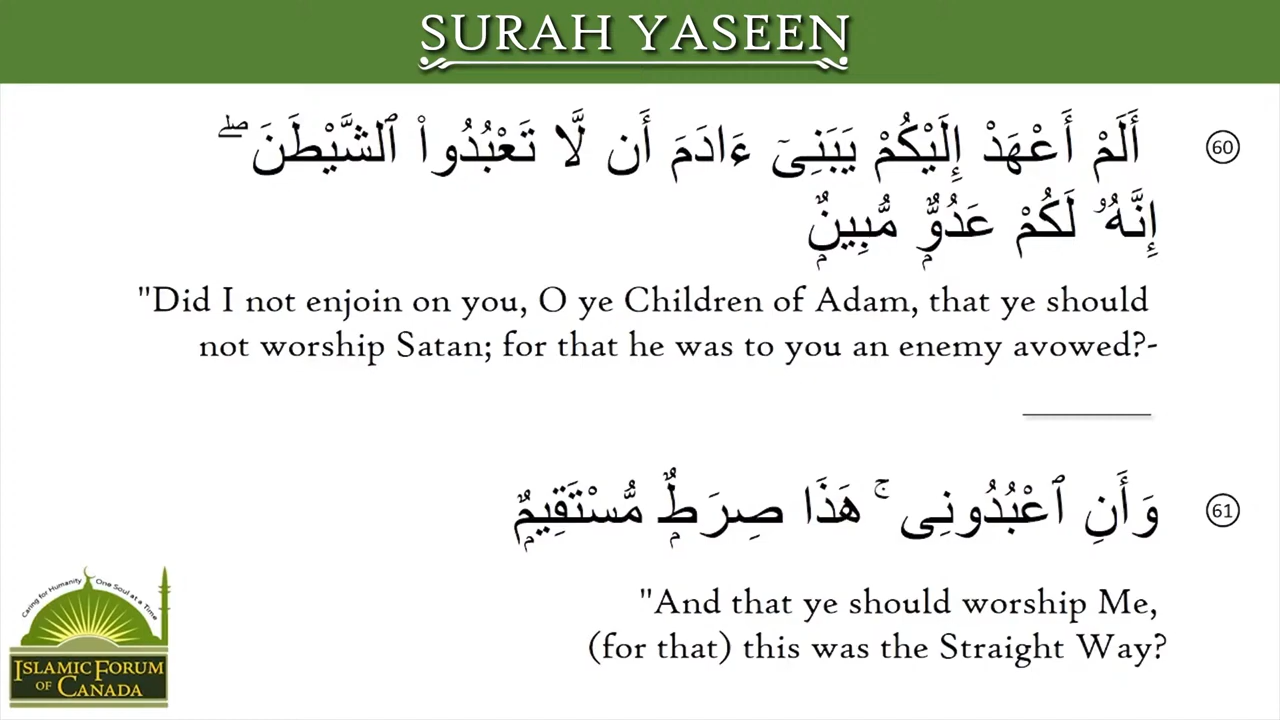 SURAH YASEEN
60
أَلَمْ أَعْهَدْ إِلَيْكُمْ يَبَنِىٓ ءَادَمَ أَن لَّا تَعْبُدُوا۟ ٱلشَّيْطَنَ ۖ
إِنَّهُۥ لَكُمْ عَدُوٌّۭ مُّبِينٌۭ
"Did I not enjoin on you, O ye Children of Adam, that ye should
not worship Satan; for that he was to you an enemy avowed?-
61
وَأَنِ ٱعْبُدُونِى ۚ هَذَا صِرَطٌۭ مُّسْتَقِيمٌۭ
"And that ye should worship Me,
(for that) this was the Straight Way?
Caring for Humanity One Soul at a Time
ISLAMIC FORUM
OF CANADA